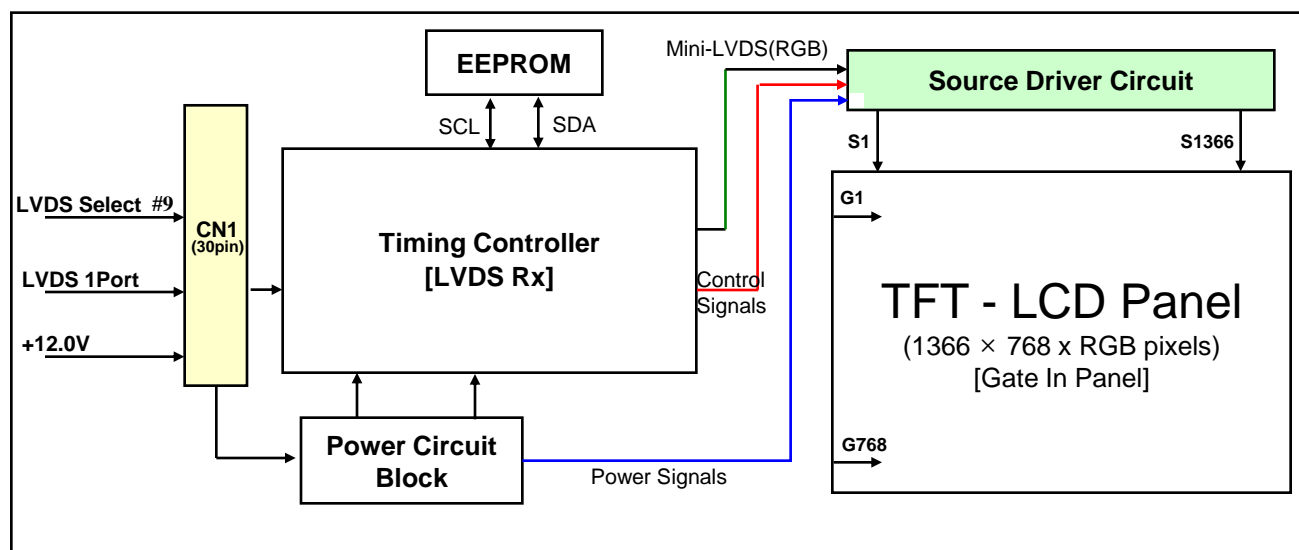 EEPROM
SCL
SDA
Mini-LVDS(RGB)
Source Driver Circuit
S1
S1366
LVDS Select #9
LVDS 1Port
+12.0V
CN1
(30pin)
Timing Controller
[LVDS Rx]
Control
Signals
G1
TFT - LCD Panel
(1366 × 768 x RGB pixels)
[Gate In Panel]
G768
Power Circuit
Block
Power Signals